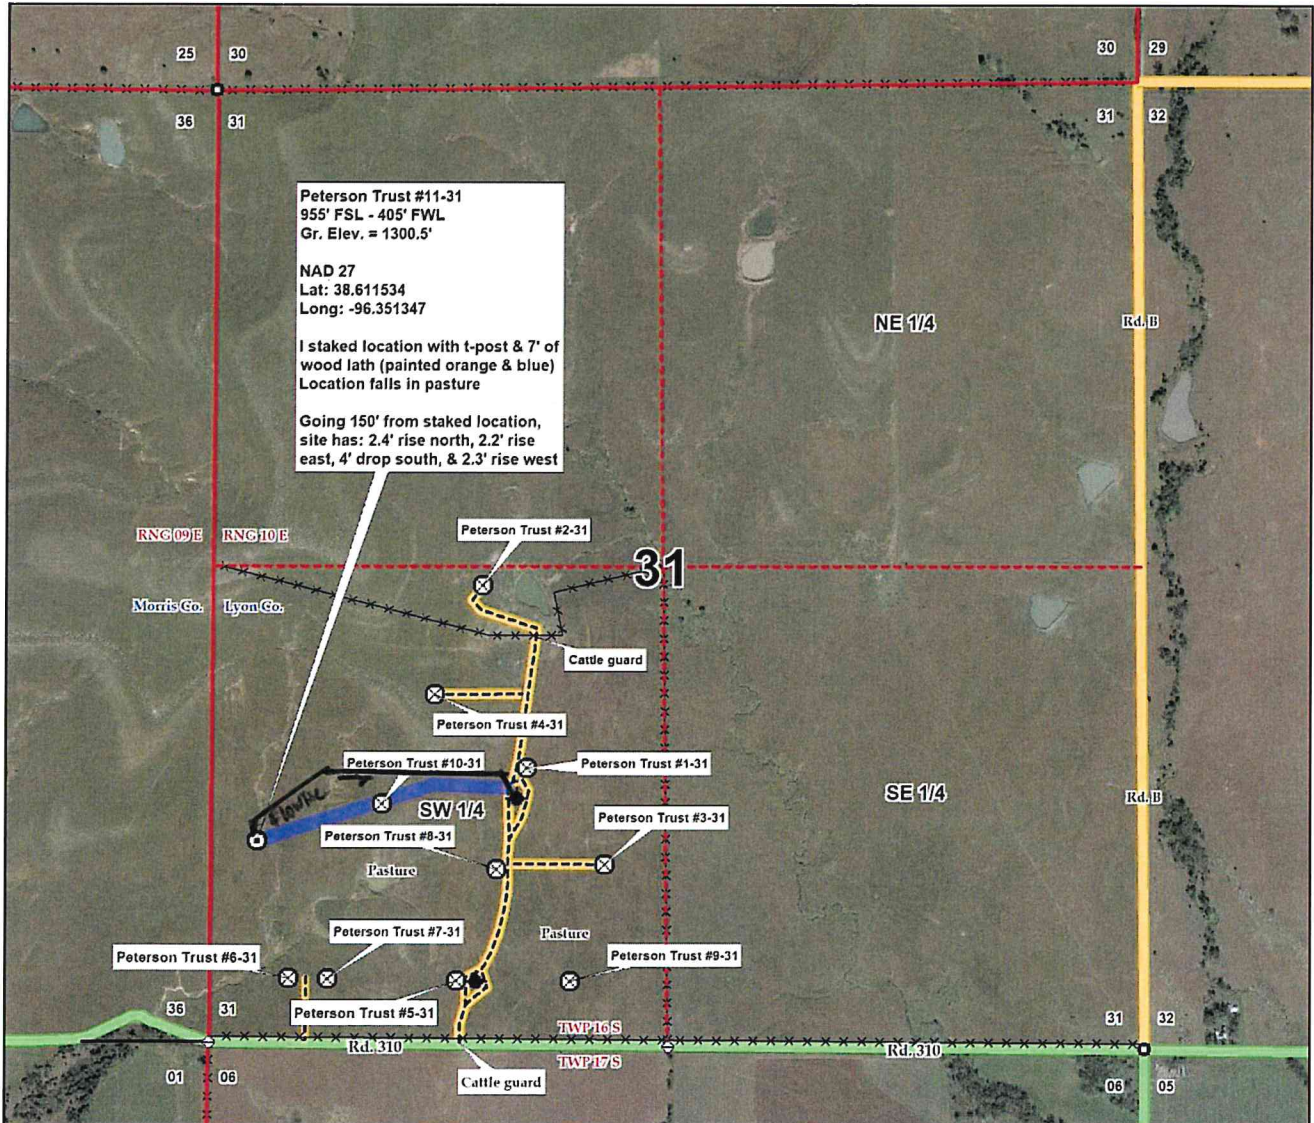 25 30
30 29
36 31
31 32
Peterson Trust #11-31
955' FSL - 405' FWL
Gr. Elev. = 1300.5'
NAD 27
Lat: 38.611534
Long: -96.351347
I staked location with t-post & 7' of
wood lath (painted orange & blue)
Location falls in pasture
Going 150' from staked location,
site has: 2.4' rise north, 2.2' rise
east, 4' drop south, & 2.3' rise west
NE 1/4
Rd. B
RNG 09 E RNG 10 E
Peterson Trust #2-31
31
Morris Co. Lyon Co.
Cattle guard
Peterson Trust #4-31
Peterson Trust #10-31
Peterson Trust #1-31
SE 1/4
Rd. B
SW 1/4
Peterson Trust #3-31
Peterson Trust #8-31
Pasture
Peterson Trust #7-31
Pasture
Peterson Trust #6-31
Peterson Trust #9-31
Peterson Trust #5-31
36 31
31 32
TWP 16 S
Rd. 310
Rd. 310
TWP 17 S
01 06
Cattle guard
06 05